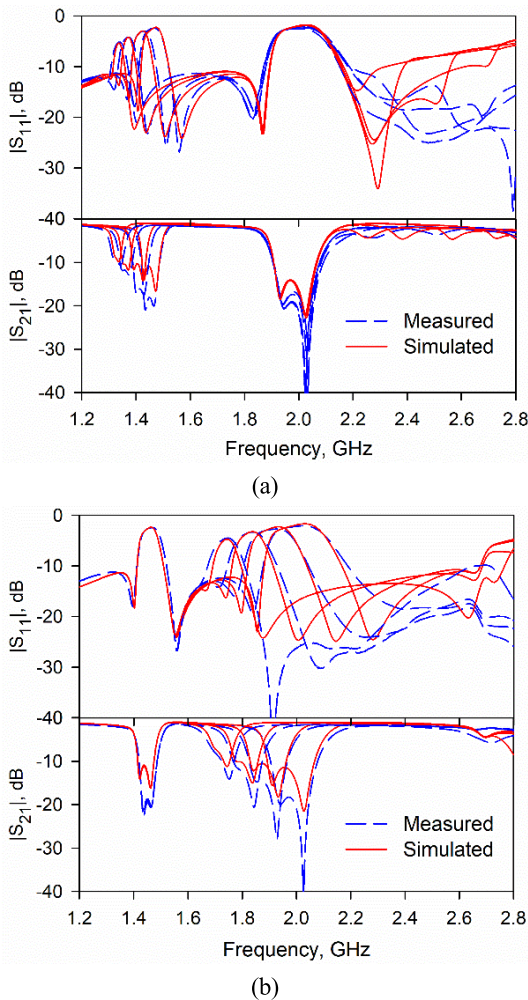 0
-10
-20
-30
-40
|S11|, dB
-10
-20
-30
-40
|S21|, dB
Measured
Simulated
1.2 1.4 1.6 1.8 2.0 2.2 2.4 2.6 2.8
Frequency, GHz
(a)
0
-10
-20
-30
-40
|S11|, dB
-10
-20
-30
-40
|S21|, dB
Measured
Simulated
1.2 1.4 1.6 1.8 2.0 2.2 2.4 2.6 2.8
Frequency, GHz
(b)